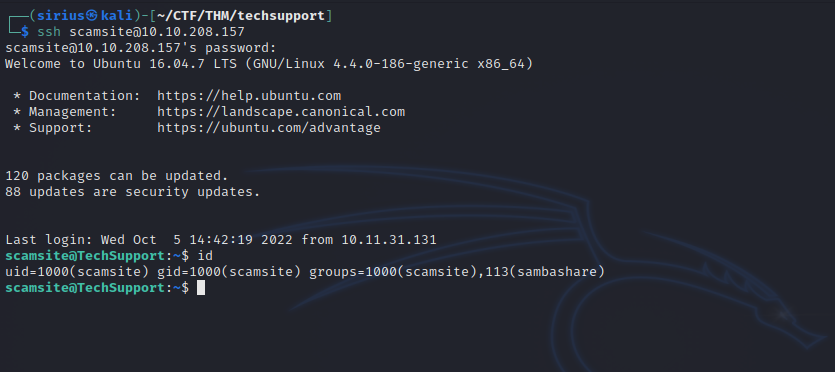 ┌──(sirius㉿kali)-[~/CTF/THM/techsupport]
└─$ ssh scamsite@10.10.208.157
scamsite@10.10.208.157's password:
Welcome to Ubuntu 16.04.7 LTS (GNU/Linux 4.4.0-186-generic x86_64)
* Documentation:  https://help.ubuntu.com
* Management:     https://landscape.canonical.com
* Support:        https://ubuntu.com/advantage
120 packages can be updated.
88 updates are security updates.
Last login: Wed Oct  5 14:42:19 2022 from 10.11.31.131
scamsite@TechSupport:~$ id
uid=1000(scamsite) gid=1000(scamsite) groups=1000(scamsite),113(sambashare)
scamsite@TechSupport:~$